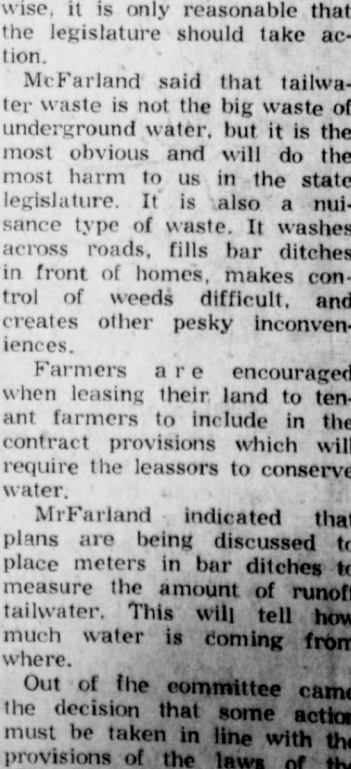 wise, it is only reasonable that
the legislature should take ac-
tion.
McFarland said that tailwa-
ter waste is not the big waste of
underground water, but it is the
most obvious and will do the
most harm to us in the state
legislature. It is also a nui-
sance type of waste. It washes
across roads, fills bar ditches
in front of homes, makes con-
trol of weeds difficult, and
creates other pesky inconven-
iences.
Farmers are encouraged
when leasing their land to ten-
ant farmers to include in the
contract provisions which will
require the leassors to conserve
water.
MrFarland indicated that
plans are being discussed to
place meters in bar ditches to
measure the amount of runoff
tailwater. This will tell how
much water is coming from
where.
Out of the committee came
the decision that some action
must be taken in line with the
provisions of the laws of the